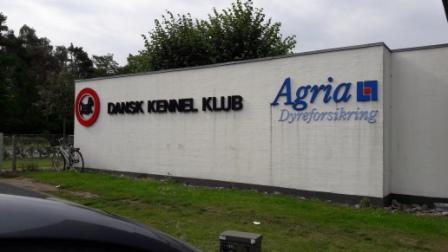 DANSK KENNEL KLUB
Agria
Dyreforsikring